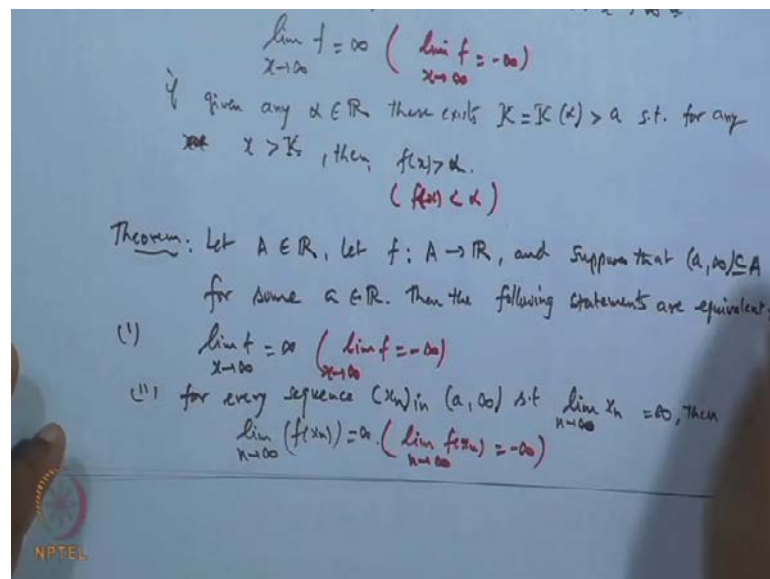 lim f = ∞ ( lim f = -∞)
x→∞ x→∞
if given any α ∈ ℝ there exists K = K(α) > a s.t. for any
x > K, then, f(x) > α.
(f(x) < α)
Theorem: Let A ∈ ℝ, Let f: A → ℝ, and Suppose that (a, ∞) ⊆ A
for some a ∈ ℝ. Then the following statements are equivalent:
(i) lim f = ∞ ( lim f = -∞)
x→∞ x→∞
(ii) for every sequence (xn) in (a, ∞) s.t lim xn = ∞, then
n→∞
lim (f(xn)) = ∞. ( lim f(xn) = -∞)
n→∞ n→∞
NPTEL